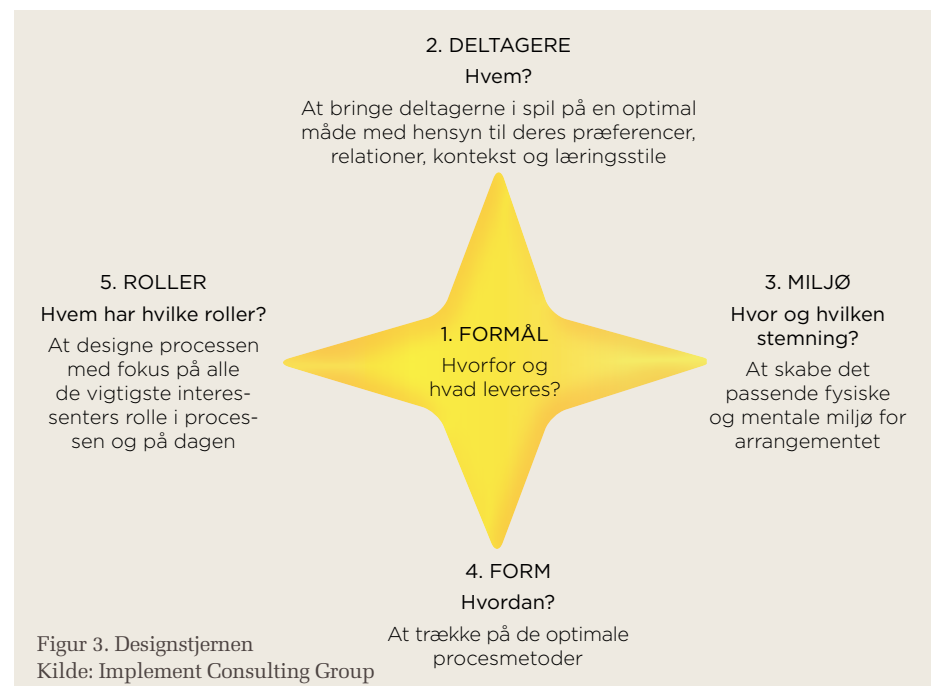 2. DELTAGERE
Hvem?
At bringe deltagerne i spil på en optimal
måde med hensyn til deres præferencer,
relationer, kontekst og læringsstile
5. ROLLER
Hvem har hvilke roller?
At designe processen
med fokus på alle
de vigtigste interes-
senters rolle i proces-
sen og på dagen
1. FORMÅL
Hvorfor og
hvad leveres?
3. MILJØ
Hvor og hvilken
stemning?
At skabe det
passende fysiske
og mentale miljø for
arrangementet
4. FORM
Hvordan?
At trække på de optimale
procesmetoder
Figur 3. Designstjernen
Kilde: Implement Consulting Group